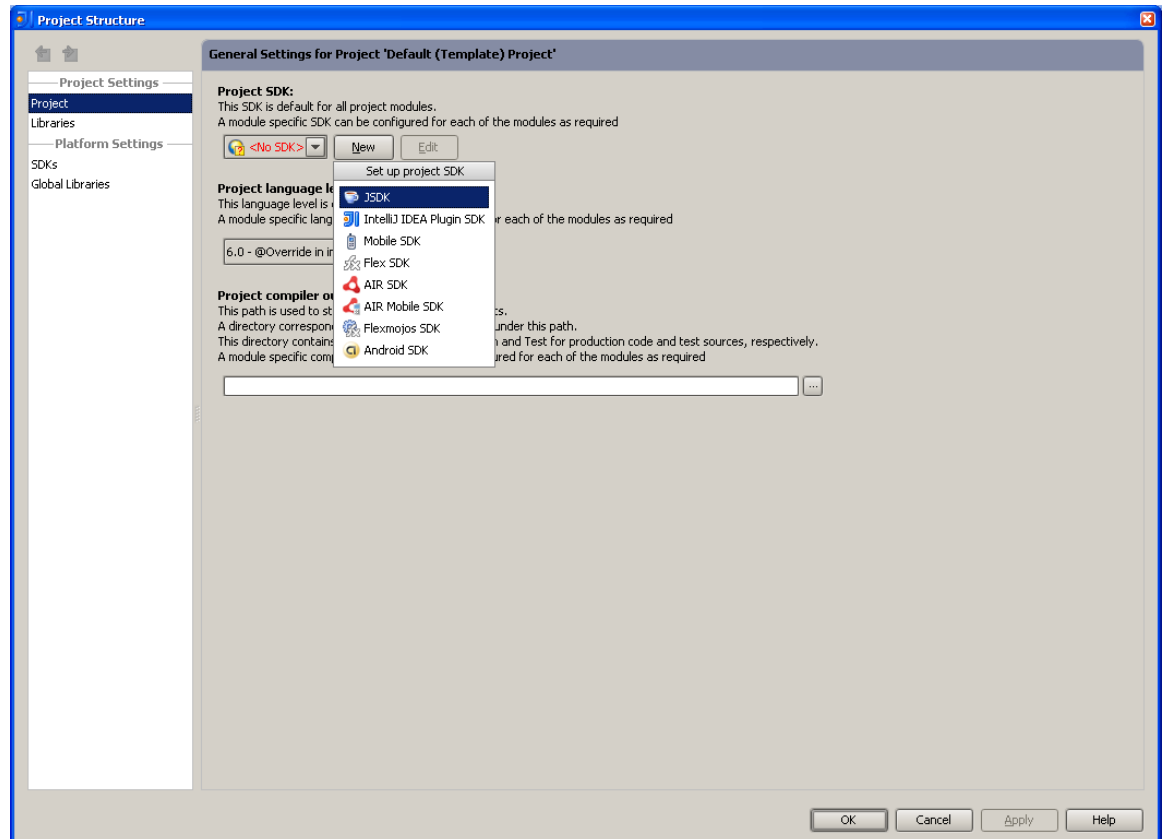 Project Structure
General Settings for Project 'Default (Template) Project'
Project Settings
Project
Libraries
Platform Settings
SDKs
Global Libraries
Project SDK:
This SDK is default for all project modules.
A module specific SDK can be configured for each of the modules as required
<No SDK>
New
Edit
Set up project SDK
JSDK
IntelliJ IDEA Plugin SDK
Mobile SDK
Flex SDK
AIR SDK
AIR Mobile SDK
Flexmojos SDK
Android SDK
Project language le
This language level is
A module specific lang r each of the modules as required
6.0 - @Override in in
Project compiler ou
This path is used to st ts.
A directory correspon under this path.
This directory contains n and Test for production code and test sources, respectively.
A module specific comp ured for each of the modules as required
...
OK
Cancel
Apply
Help